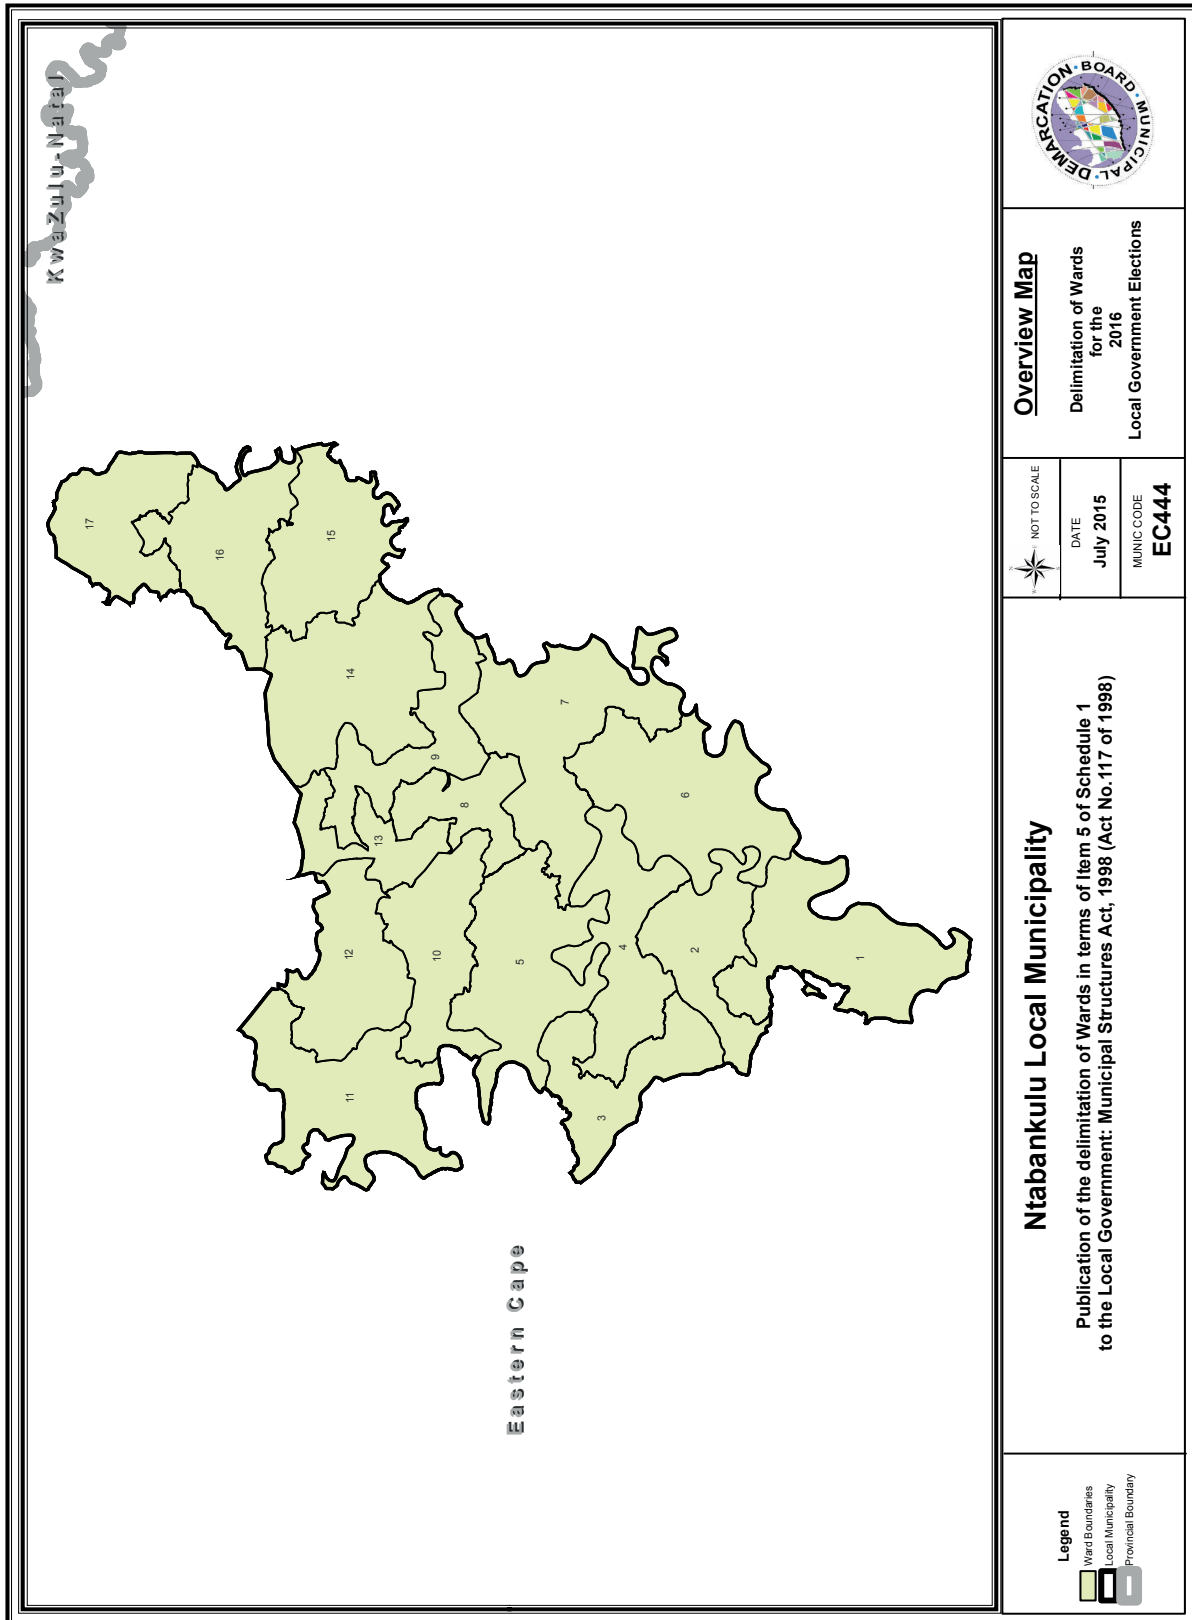 KwaZulu-Natal
17
16
15
14
7
9
8
6
13
12
10
5
4
2
1
11
3
Eastern Cape
Legend
Ward Boundaries
Local Municipality
Provincial Boundary
Ntabankulu Local Municipality
Publication of the delimitation of Wards in terms of Item 5 of Schedule 1
to the Local Government: Municipal Structures Act, 1998 (Act No.117 of 1998)
N
W
E
S
NOT TO SCALE
DATE
July 2015
MUNIC CODE
EC444
Overview Map
Delimitation of Wards
for the
2016
Local Government Elections
MUNICIPAL · DEMARCATION · BOARD ·